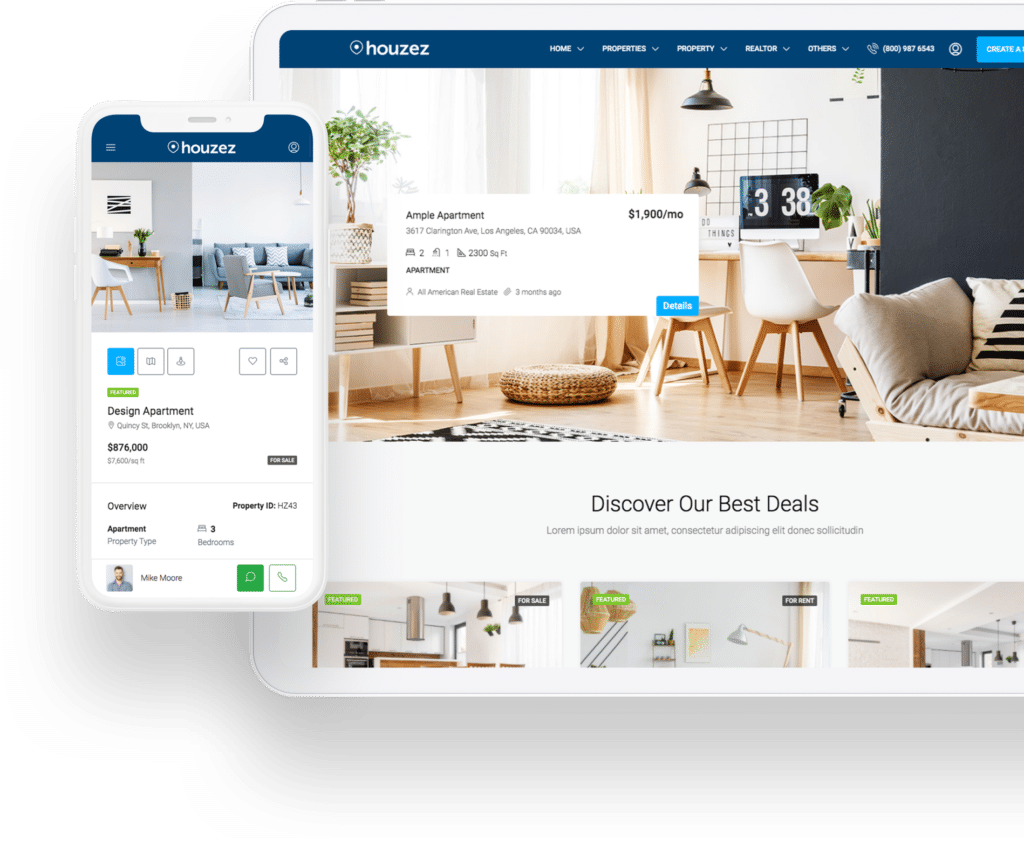 houzez
HOME PROPERTIES PROPERTY REALTOR OTHERS (800) 987 6543 CREATE A
Ample Apartment $1,900/mo
3617 Clarington Ave, Los Angeles, CA 90034, USA
2 1 2300 Sq Ft
APARTMENT
All American Real Estate 3 months ago
Details
3 38
DO
THINGS
Discover Our Best Deals
Lorem ipsum dolor sit amet, consectetur adipiscing elit donec sollicitudin
FEATURED FOR SALE
FEATURED FOR RENT
FEATURED
houzez
FEATURED
Design Apartment
Quincy St, Brooklyn, NY, USA
$876,000
$7,600/sq ft FOR SALE
Overview Property ID: HZ43
Apartment 3
Property Type Bedrooms
Mike Moore